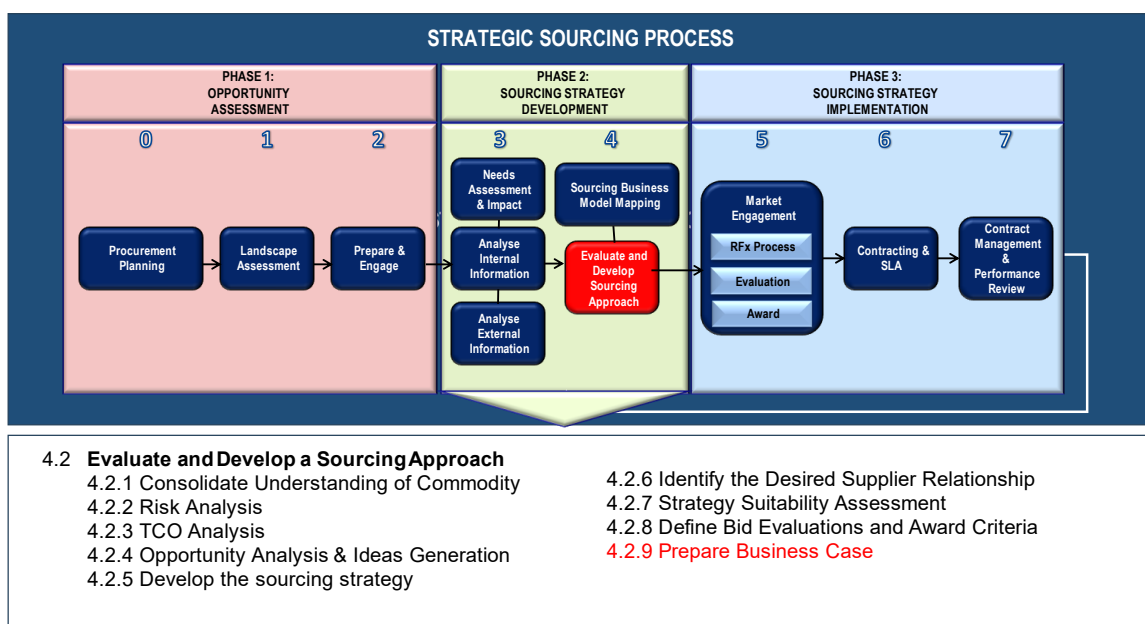 STRATEGIC SOURCING PROCESS
PHASE 1:
OPPORTUNITY
ASSESSMENT
PHASE 2:
SOURCING STRATEGY
DEVELOPMENT
PHASE 3:
SOURCING STRATEGY
IMPLEMENTATION
0
1
2
3
4
5
6
7
Procurement
Planning
Landscape
Assessment
Prepare &
Engage
Needs
Assessment
& Impact
Analyse
Internal
Information
Analyse
External
Information
Sourcing Business
Model Mapping
Evaluate and
Develop
Sourcing
Approach
Market
Engagement
RFx Process
Evaluation
Award
Contracting &
SLA
Contract
Management
&
Performance
Review
4.2 Evaluate and Develop a Sourcing Approach
4.2.1 Consolidate Understanding of Commodity
4.2.2 Risk Analysis
4.2.3 TCO Analysis
4.2.4 Opportunity Analysis & Ideas Generation
4.2.5 Develop the sourcing strategy
4.2.6 Identify the Desired Supplier Relationship
4.2.7 Strategy Suitability Assessment
4.2.8 Define Bid Evaluations and Award Criteria
4.2.9 Prepare Business Case